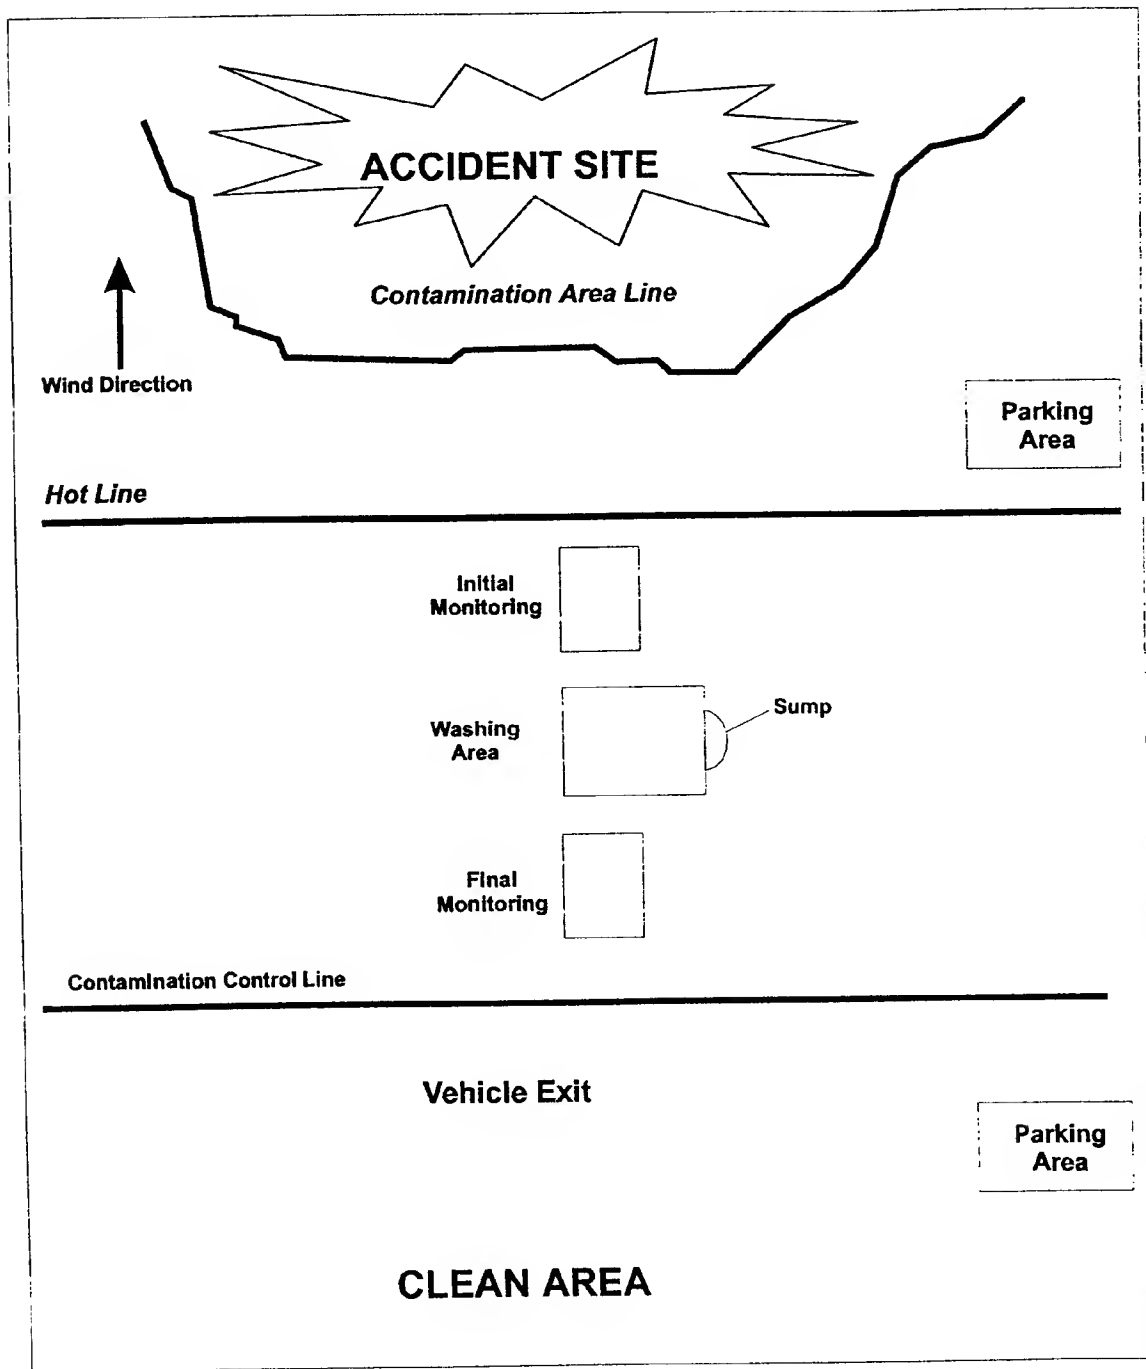 ACCIDENT SITE
Contamination Area Line
Wind Direction
Parking
Area
Hot Line
Initial
Monitoring
Washing
Area
Sump
Final
Monitoring
Contamination Control Line
Vehicle Exit
Parking
Area
CLEAN AREA